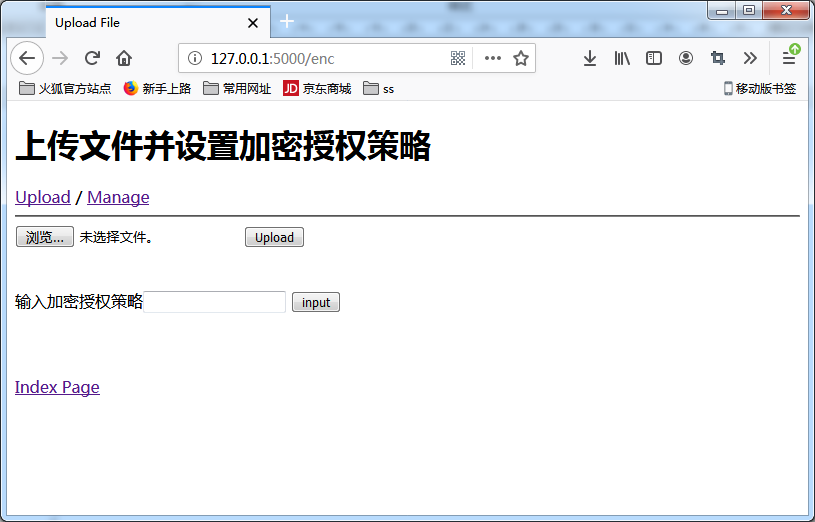 Upload File
127.0.0.1:5000/enc
火狐官方站点 新手上路 常用网址 JD 京东商城 ss 移动版书签
上传文件并设置加密授权策略
Upload / Manage
浏览... 未选择文件。 Upload
输入加密授权策略 input
Index Page